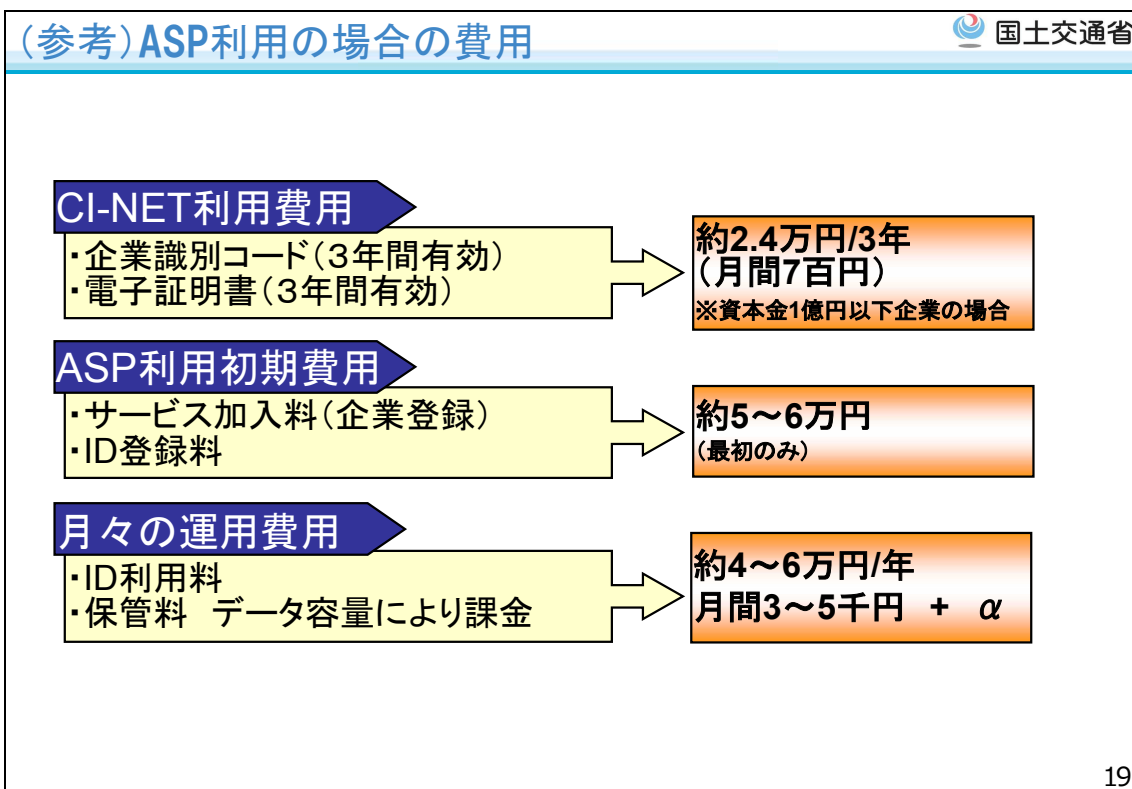 （参考）ASP利用の場合の費用
国土交通省
CI-NET利用費用
・企業識別コード（３年間有効）
・電子証明書（３年間有効）
約2.4万円/3年
（月間7百円）
※資本金1億円以下企業の場合
ASP利用初期費用
・サービス加入料（企業登録）
・ID登録料
約5～6万円
（最初のみ）
月々の運用費用
・ID利用料
・保管料　データ容量により課金
約4～6万円/年
月間3～5千円　+　α
19